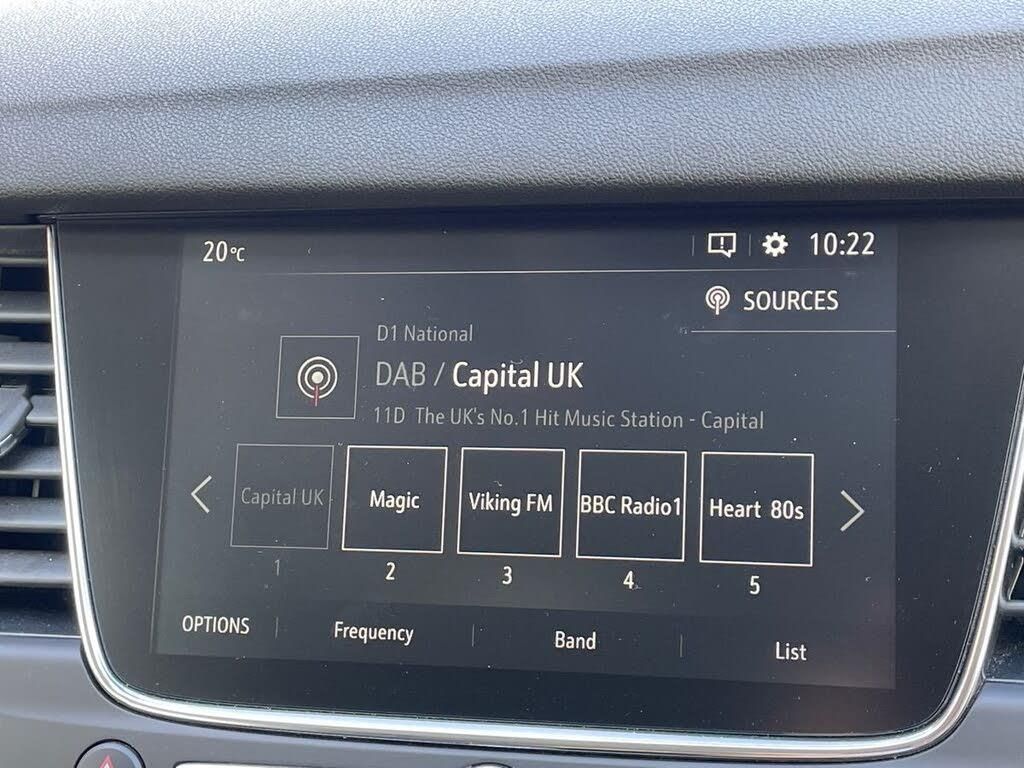 20°C
10:22
SOURCES
D1 National
DAB / Capital UK
11D The UK's No.1 Hit Music Station - Capital
Capital UK Magic Viking FM BBC Radio1 Heart 80s
1 2 3 4 5
OPTIONS Frequency Band List